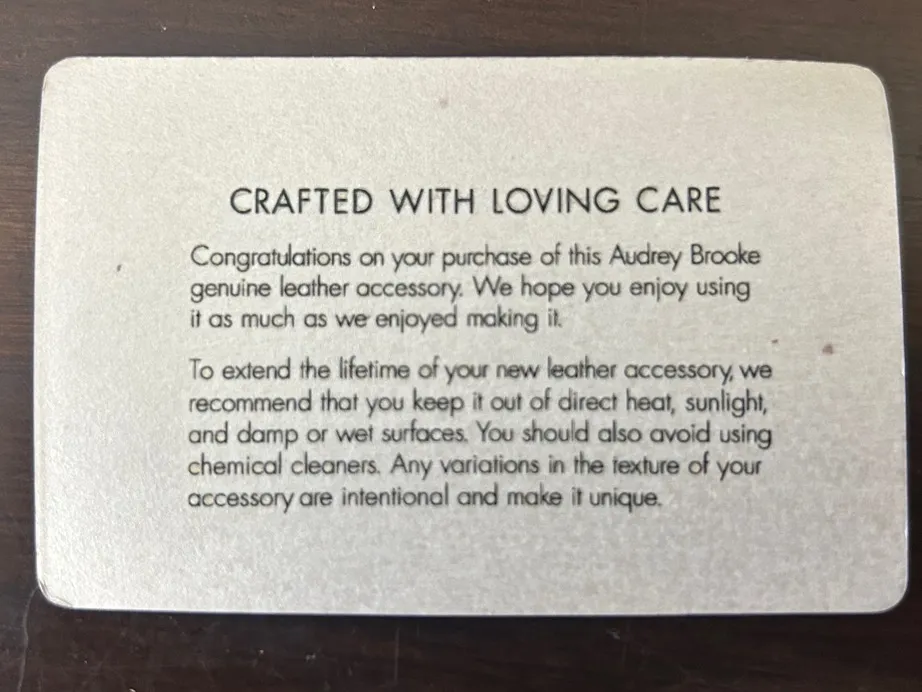 CRAFTED WITH LOVING CARE
Congratulations on your purchase of this Audrey Brooke
genuine leather accessory. We hope you enjoy using
it as much as we enjoyed making it.
To extend the lifetime of your new leather accessory, we
recommend that you keep it out of direct heat, sunlight,
and damp or wet surfaces. You should also avoid using
chemical cleaners. Any variations in the texture of your
accessory are intentional and make it unique.